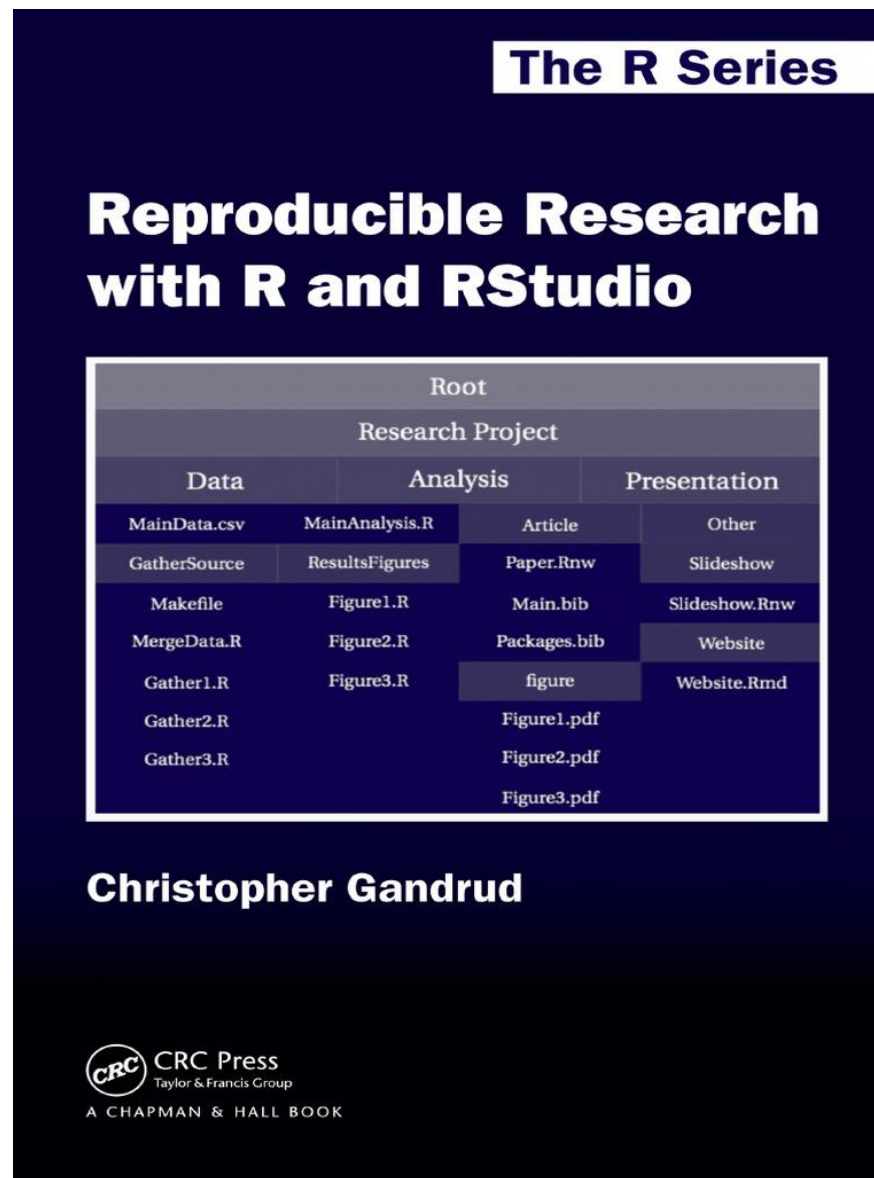 The R Series
Reproducible Research
with R and RStudio
Root
Research Project
Data Analysis Presentation
MainData.csv MainAnalysis.R Article Other
GatherSource ResultsFigures Paper.Rnw Slideshow
Makefile Figure1.R Main.bib Slideshow.Rnw
MergeData.R Figure2.R Packages.bib Website
Gather1.R Figure3.R figure Website.Rmd
Gather2.R Figure1.pdf
Gather3.R Figure2.pdf
Figure3.pdf
Christopher Gandrud
CRC CRC Press
Taylor & Francis Group
A CHAPMAN & HALL BOOK